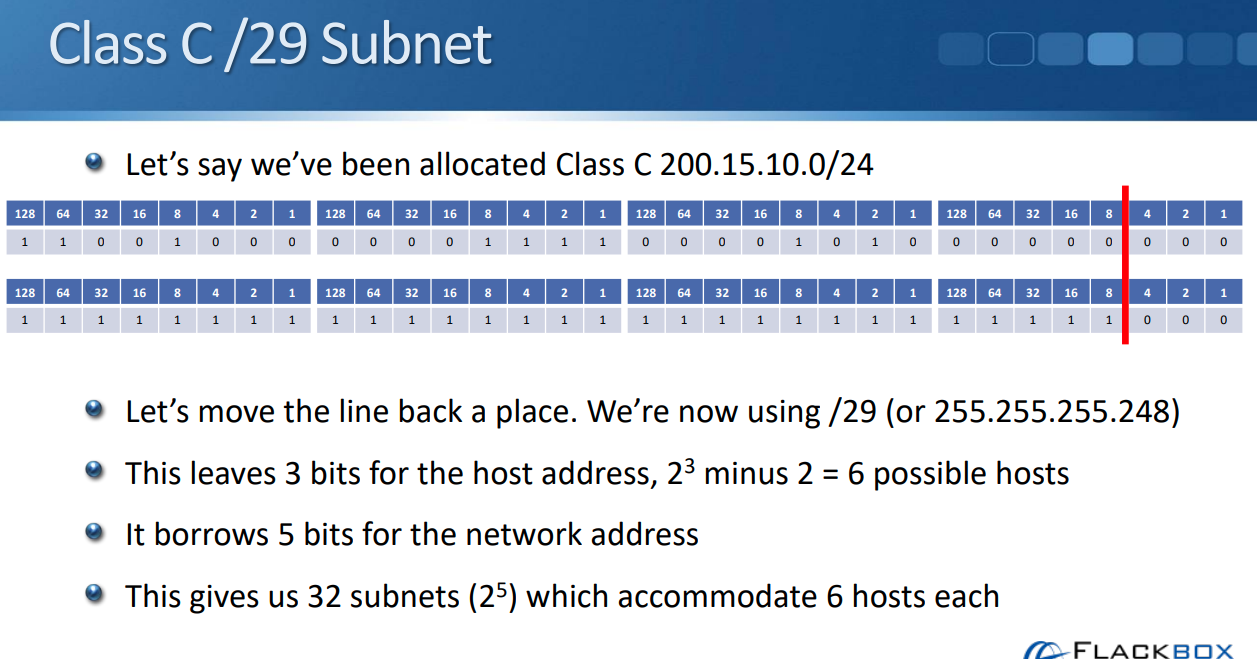 Class C /29 Subnet
Let's say we've been allocated Class C 200.15.10.0/24
128 64 32 16 8 4 2 1 128 64 32 16 8 4 2 1 128 64 32 16 8 4 2 1 128 64 32 16 8 4 2 1
1 1 0 0 1 0 0 0 0 0 0 0 1 1 1 1 0 0 0 0 1 0 1 0 0 0 0 0 0 0 0 0
128 64 32 16 8 4 2 1 128 64 32 16 8 4 2 1 128 64 32 16 8 4 2 1 128 64 32 16 8 4 2 1
1 1 1 1 1 1 1 1 1 1 1 1 1 1 1 1 1 1 1 1 1 1 1 1 1 1 1 1 1 0 0 0
Let's move the line back a place. We're now using /29 (or 255.255.255.248)
This leaves 3 bits for the host address, 2³ minus 2 = 6 possible hosts
It borrows 5 bits for the network address
This gives us 32 subnets (2⁵) which accommodate 6 hosts each
FLACKBOX